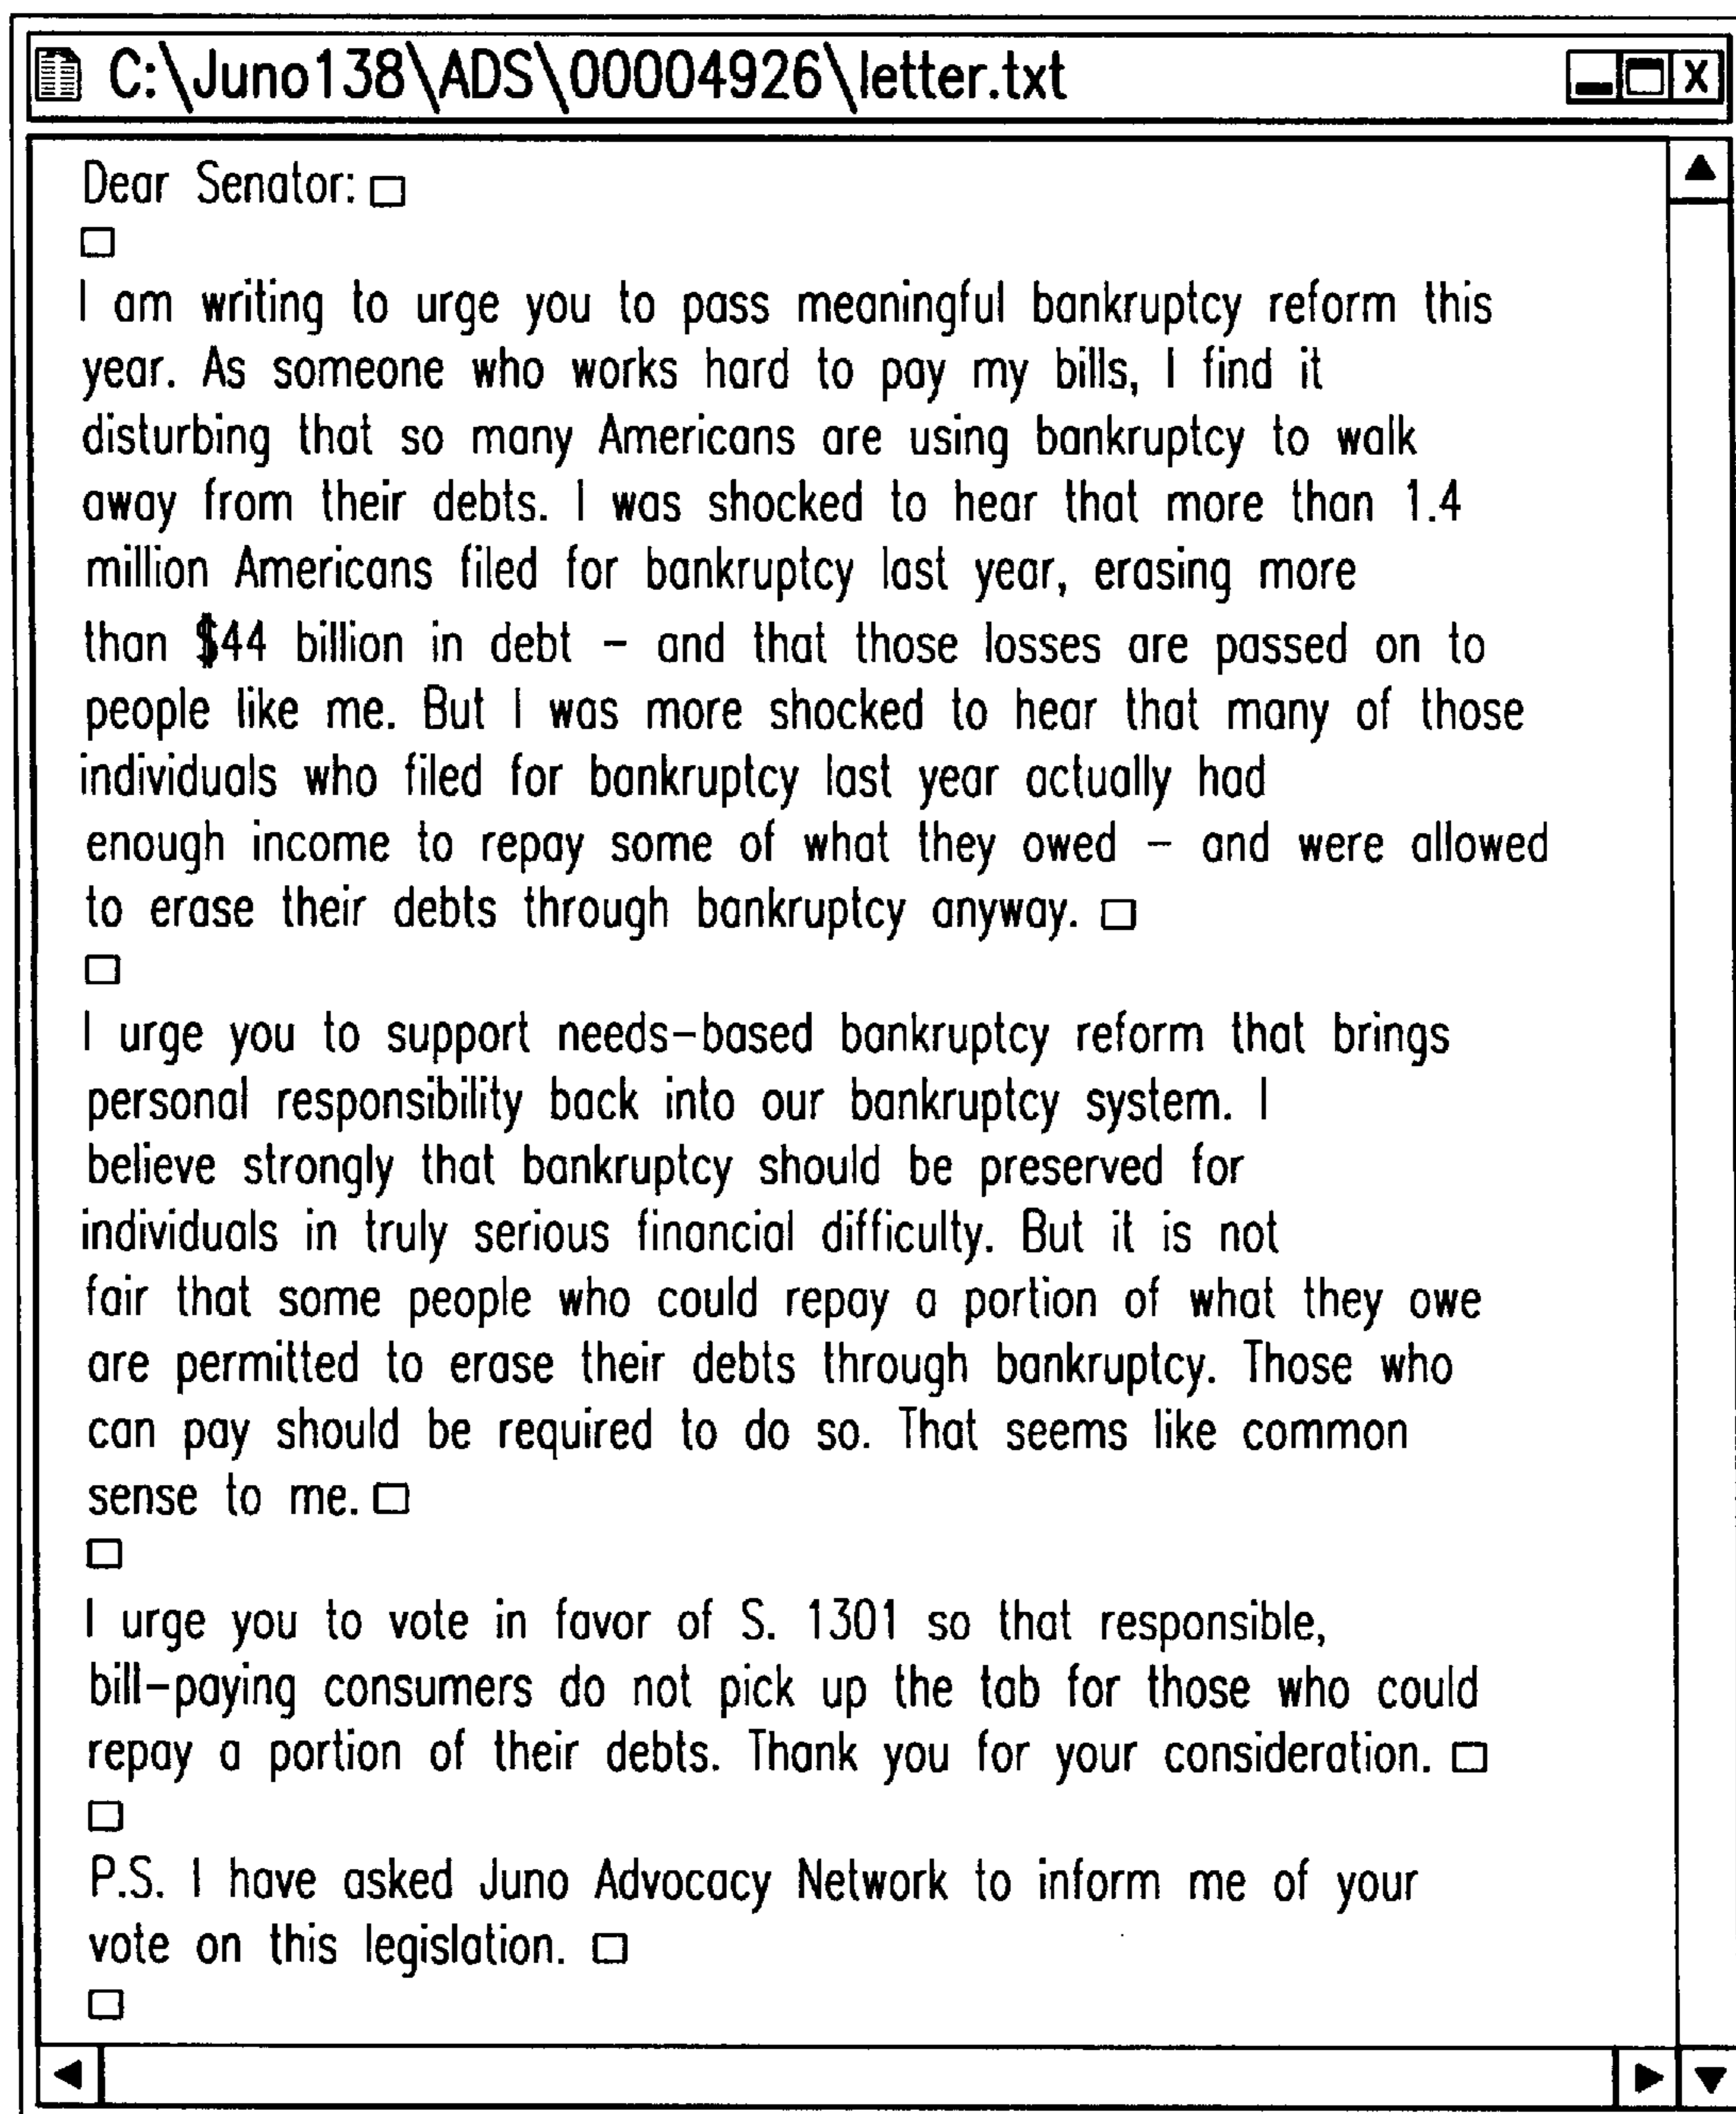 C:\Juno138\ADS\00004926\letter.txt
Dear Senator: □
□
I am writing to urge you to pass meaningful bankruptcy reform this
year. As someone who works hard to pay my bills, I find it
disturbing that so many Americans are using bankruptcy to walk
away from their debts. I was shocked to hear that more than 1.4
million Americans filed for bankruptcy last year, erasing more
than $44 billion in debt – and that those losses are passed on to
people like me. But I was more shocked to hear that many of those
individuals who filed for bankruptcy last year actually had
enough income to repay some of what they owed – and were allowed
to erase their debts through bankruptcy anyway. □
□
I urge you to support needs–based bankruptcy reform that brings
personal responsibility back into our bankruptcy system. I
believe strongly that bankruptcy should be preserved for
individuals in truly serious financial difficulty. But it is not
fair that some people who could repay a portion of what they owe
are permitted to erase their debts through bankruptcy. Those who
can pay should be required to do so. That seems like common
sense to me. □
□
I urge you to vote in favor of S. 1301 so that responsible,
bill–paying consumers do not pick up the tab for those who could
repay a portion of their debts. Thank you for your consideration. □
□
P.S. I have asked Juno Advocacy Network to inform me of your
vote on this legislation. □
□